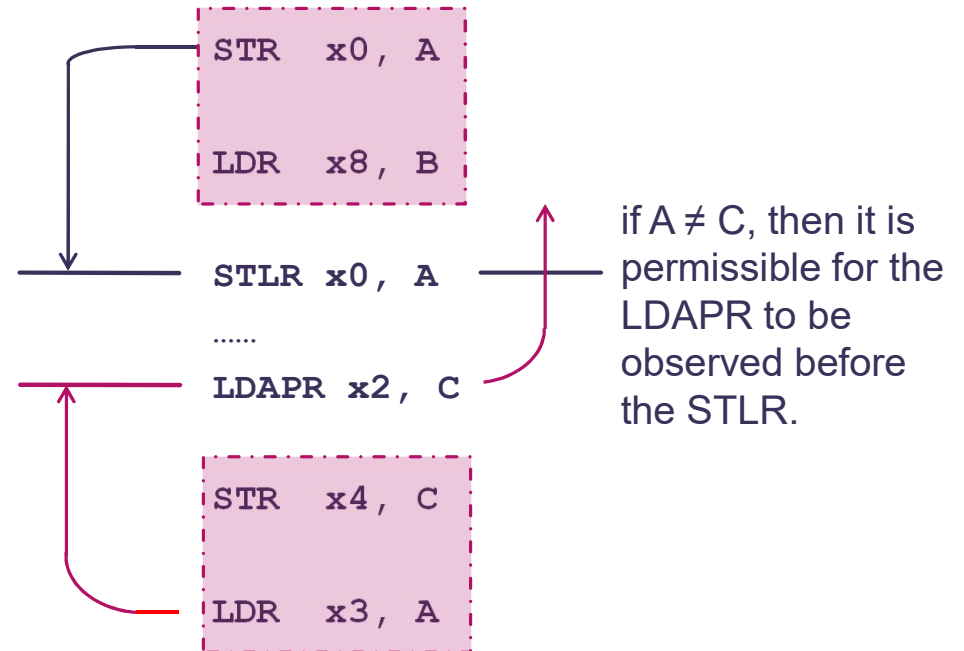 STR x0, A
LDR x8, B
STLR x0, A
......
LDAPR x2, C
STR x4, C
LDR x3, A
if A ≠ C, then it is
permissible for the
LDAPR to be
observed before
the STLR.